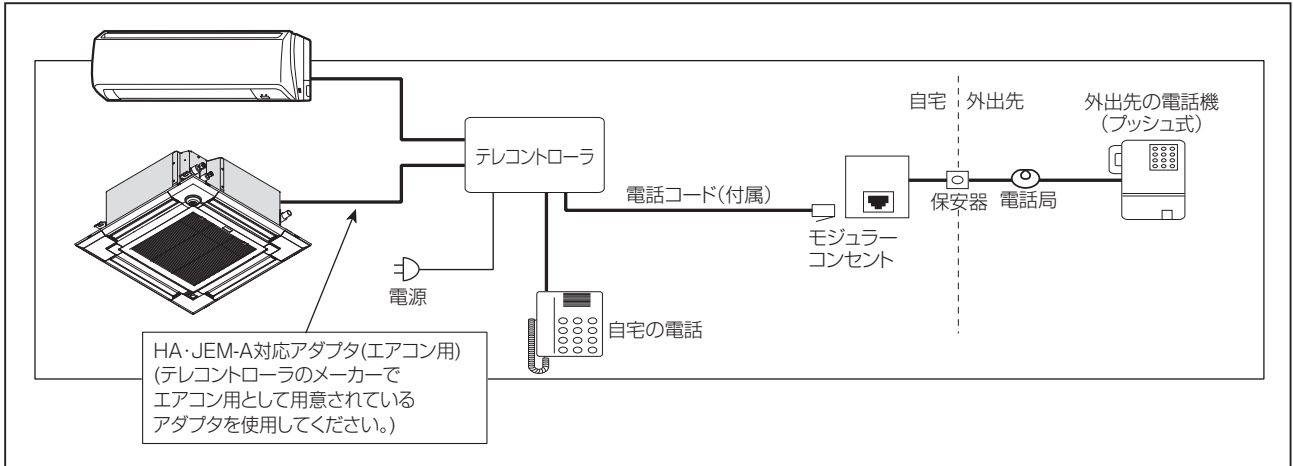 自宅
外出先
外出先の電話機
(プッシュ式)
テレコントローラ
電話コード(付属)
保安器
電話局
モジュラー
コンセント
電源
自宅の電話
HA・JEM-A対応アダプタ(エアコン用)
(テレコントローラのメーカーで
エアコン用として用意されている
アダプタを使用してください。)